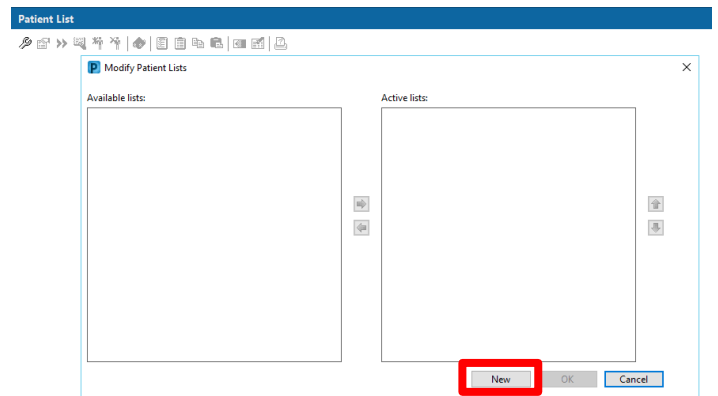 Patient List
P Modify Patient Lists
Available lists:
Active lists:
New
OK
Cancel